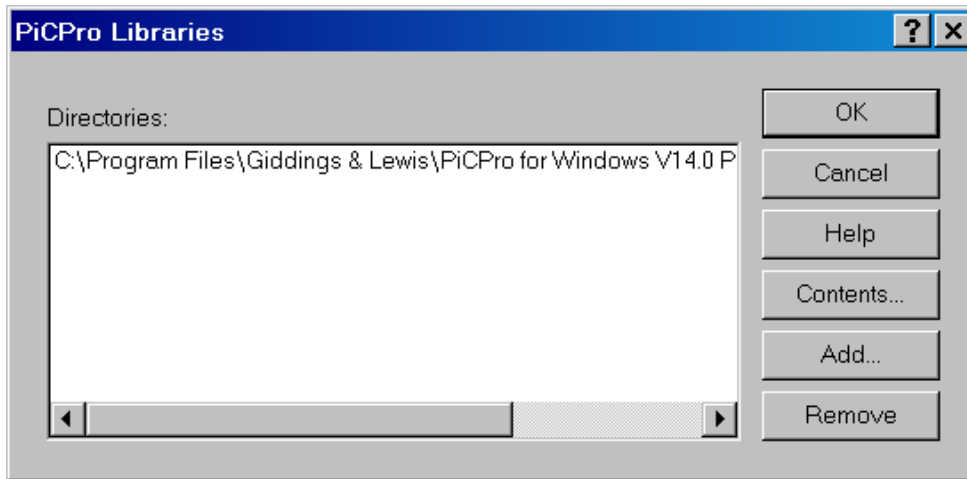 PiCPro Libraries
Directories:
C:\Program Files\Giddings & Lewis\PiCPro for Windows V14.0 P
OK
Cancel
Help
Contents...
Add...
Remove